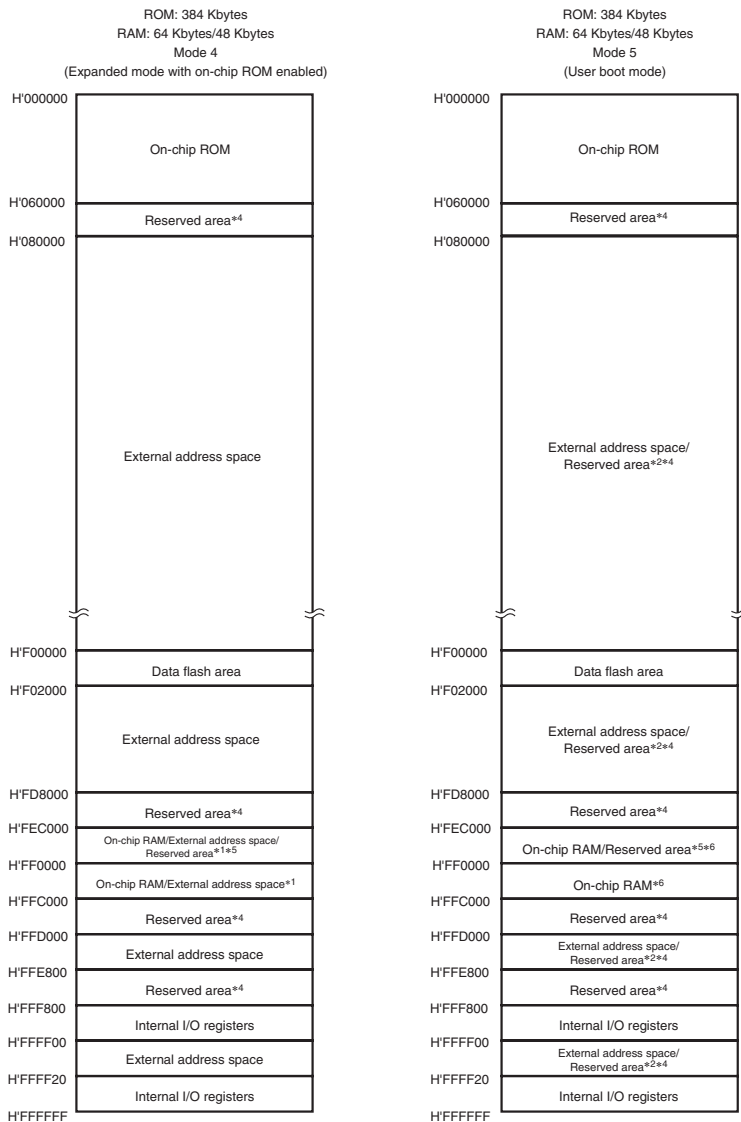 ROM: 384 Kbytes
RAM: 64 Kbytes/48 Kbytes
Mode 4
(Expanded mode with on-chip ROM enabled)
H'000000
On-chip ROM
H'060000
Reserved area*4
H'080000
External address space
H'F00000
Data flash area
H'F02000
External address space
H'FD8000
Reserved area*4
H'FEC000
On-chip RAM/External address space/
Reserved area*1*5
H'FF0000
On-chip RAM/External address space*1
H'FFC000
Reserved area*4
H'FFD000
External address space
H'FFE800
Reserved area*4
H'FFF800
Internal I/O registers
H'FFFF00
External address space
H'FFFF20
Internal I/O registers
H'FFFFFF
ROM: 384 Kbytes
RAM: 64 Kbytes/48 Kbytes
Mode 5
(User boot mode)
H'000000
On-chip ROM
H'060000
Reserved area*4
H'080000
External address space/
Reserved area*2*4
H'F00000
Data flash area
H'F02000
External address space/
Reserved area*2*4
H'FD8000
Reserved area*4
H'FEC000
On-chip RAM/Reserved area*5*6
H'FF0000
On-chip RAM*6
H'FFC000
Reserved area*4
H'FFD000
External address space/
Reserved area*2*4
H'FFE800
Reserved area*4
H'FFF800
Internal I/O registers
H'FFFF00
External address space/
Reserved area*2*4
H'FFFF20
Internal I/O registers
H'FFFFFF